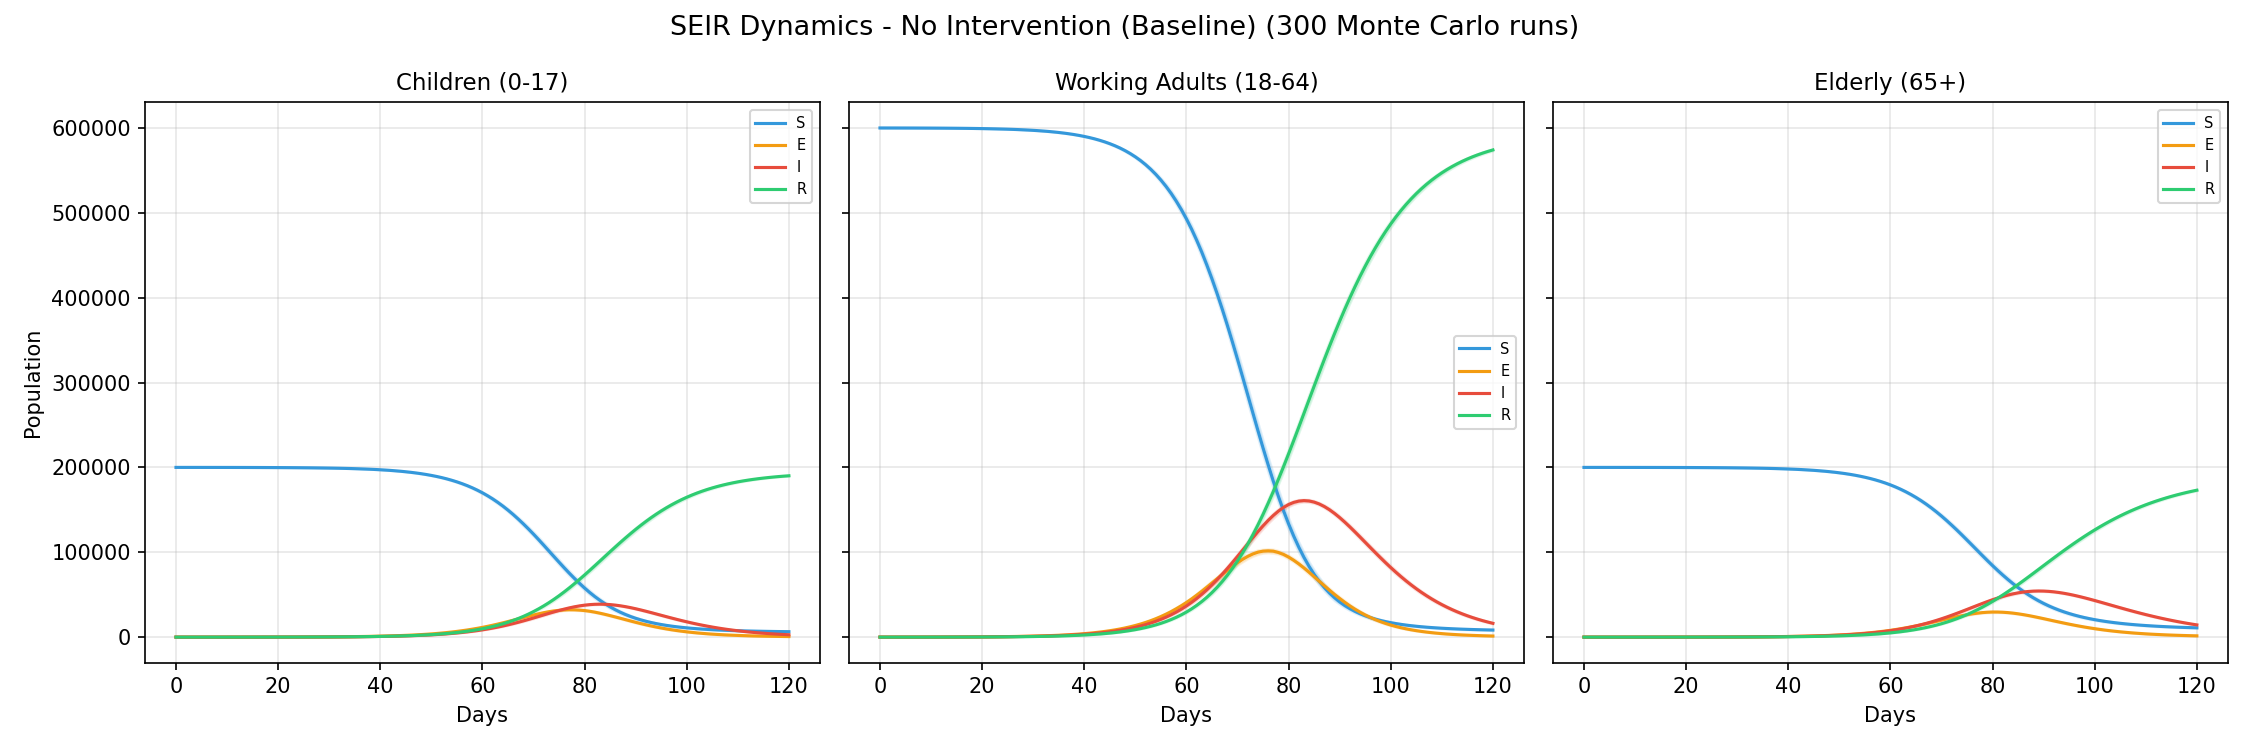 SEIR Dynamics - No Intervention (Baseline) (300 Monte Carlo runs)
Children (0-17)
Working Adults (18-64)
Elderly (65+)
Population
600000
500000
400000
300000
200000
100000
0
S
E
I
R
S
E
I
R
S
E
I
R
0 20 40 60 80 100 120
0 20 40 60 80 100 120
0 20 40 60 80 100 120
Days
Days
Days